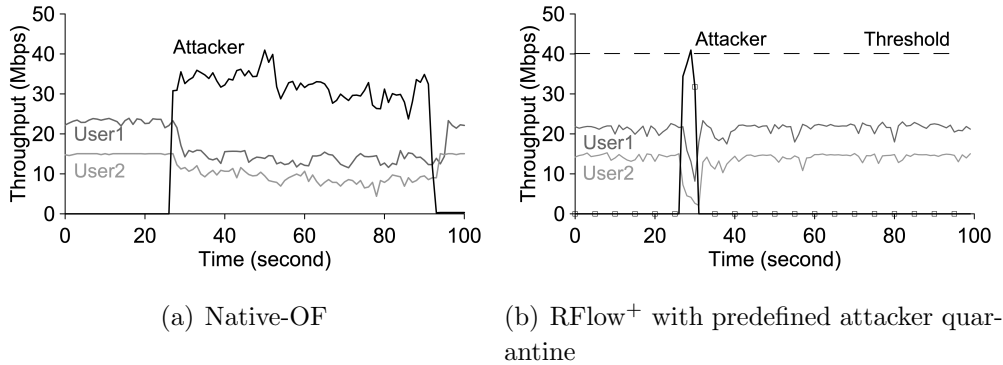 50
40
30
20
10
0
Throughput (Mbps)
Attacker
User1
User2
0 20 40 60 80 100
Time (second)
(a) Native-OF
50
40
30
20
10
0
Throughput (Mbps)
Attacker Threshold
User1
User2
0 20 40 60 80 100
Time (second)
(b) RFlow+ with predefined attacker quar-
antine